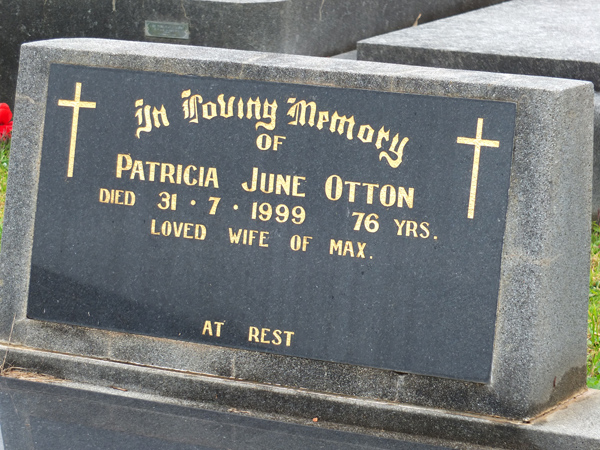 In Loving Memory
OF
PATRICIA JUNE OTTON
DIED 31 · 7 · 1999 76 YRS.
LOVED WIFE OF MAX.
AT REST